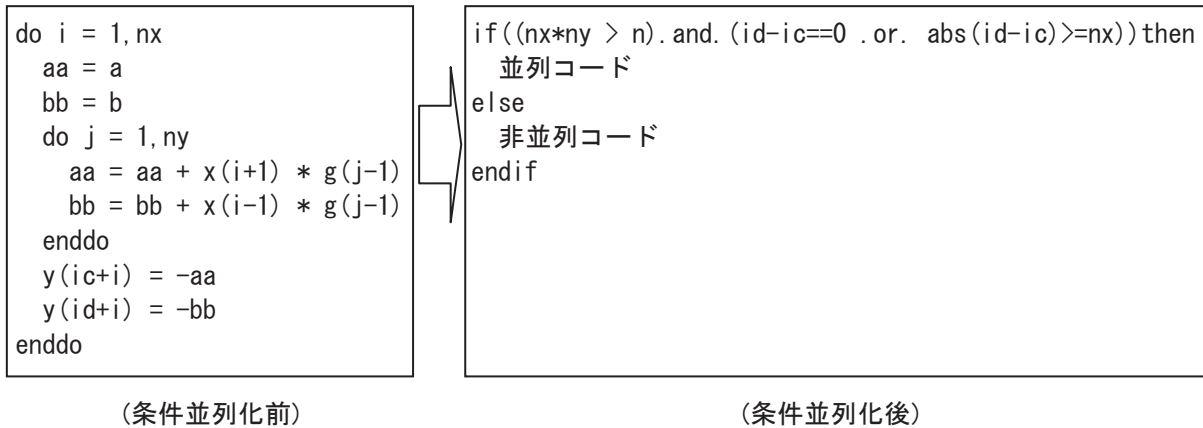 do i = 1,nx
  aa = a
  bb = b
  do j = 1,ny
    aa = aa + x(i+1) * g(j-1)
    bb = bb + x(i-1) * g(j-1)
  enddo
  y(ic+i) = -aa
  y(id+i) = -bb
enddo
if((nx*ny > n).and.(id-ic==0 .or. abs(id-ic)>=nx))then
  並列コード
else
  非並列コード
endif
(条件並列化前)
(条件並列化後)